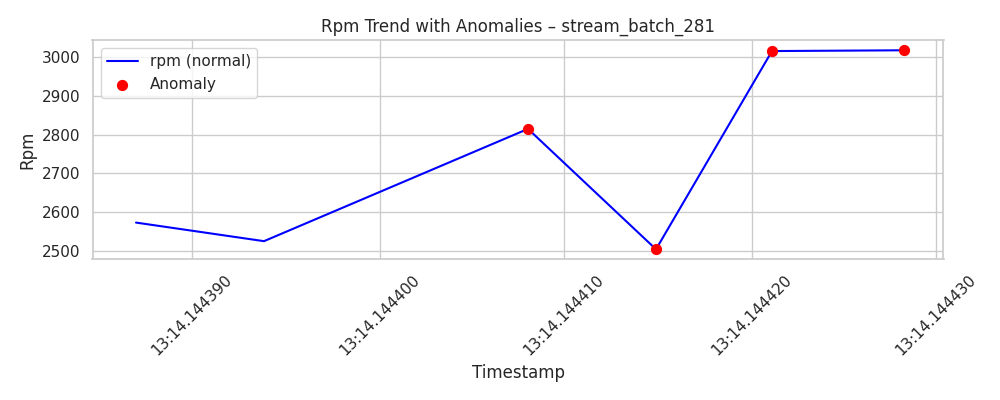 Rpm Trend with Anomalies – stream_batch_281
rpm (normal)
Anomaly
Rpm
3000
2900
2800
2700
2600
2500
13:14.144390
13:14.144400
13:14.144410
13:14.144420
13:14.144430
Timestamp